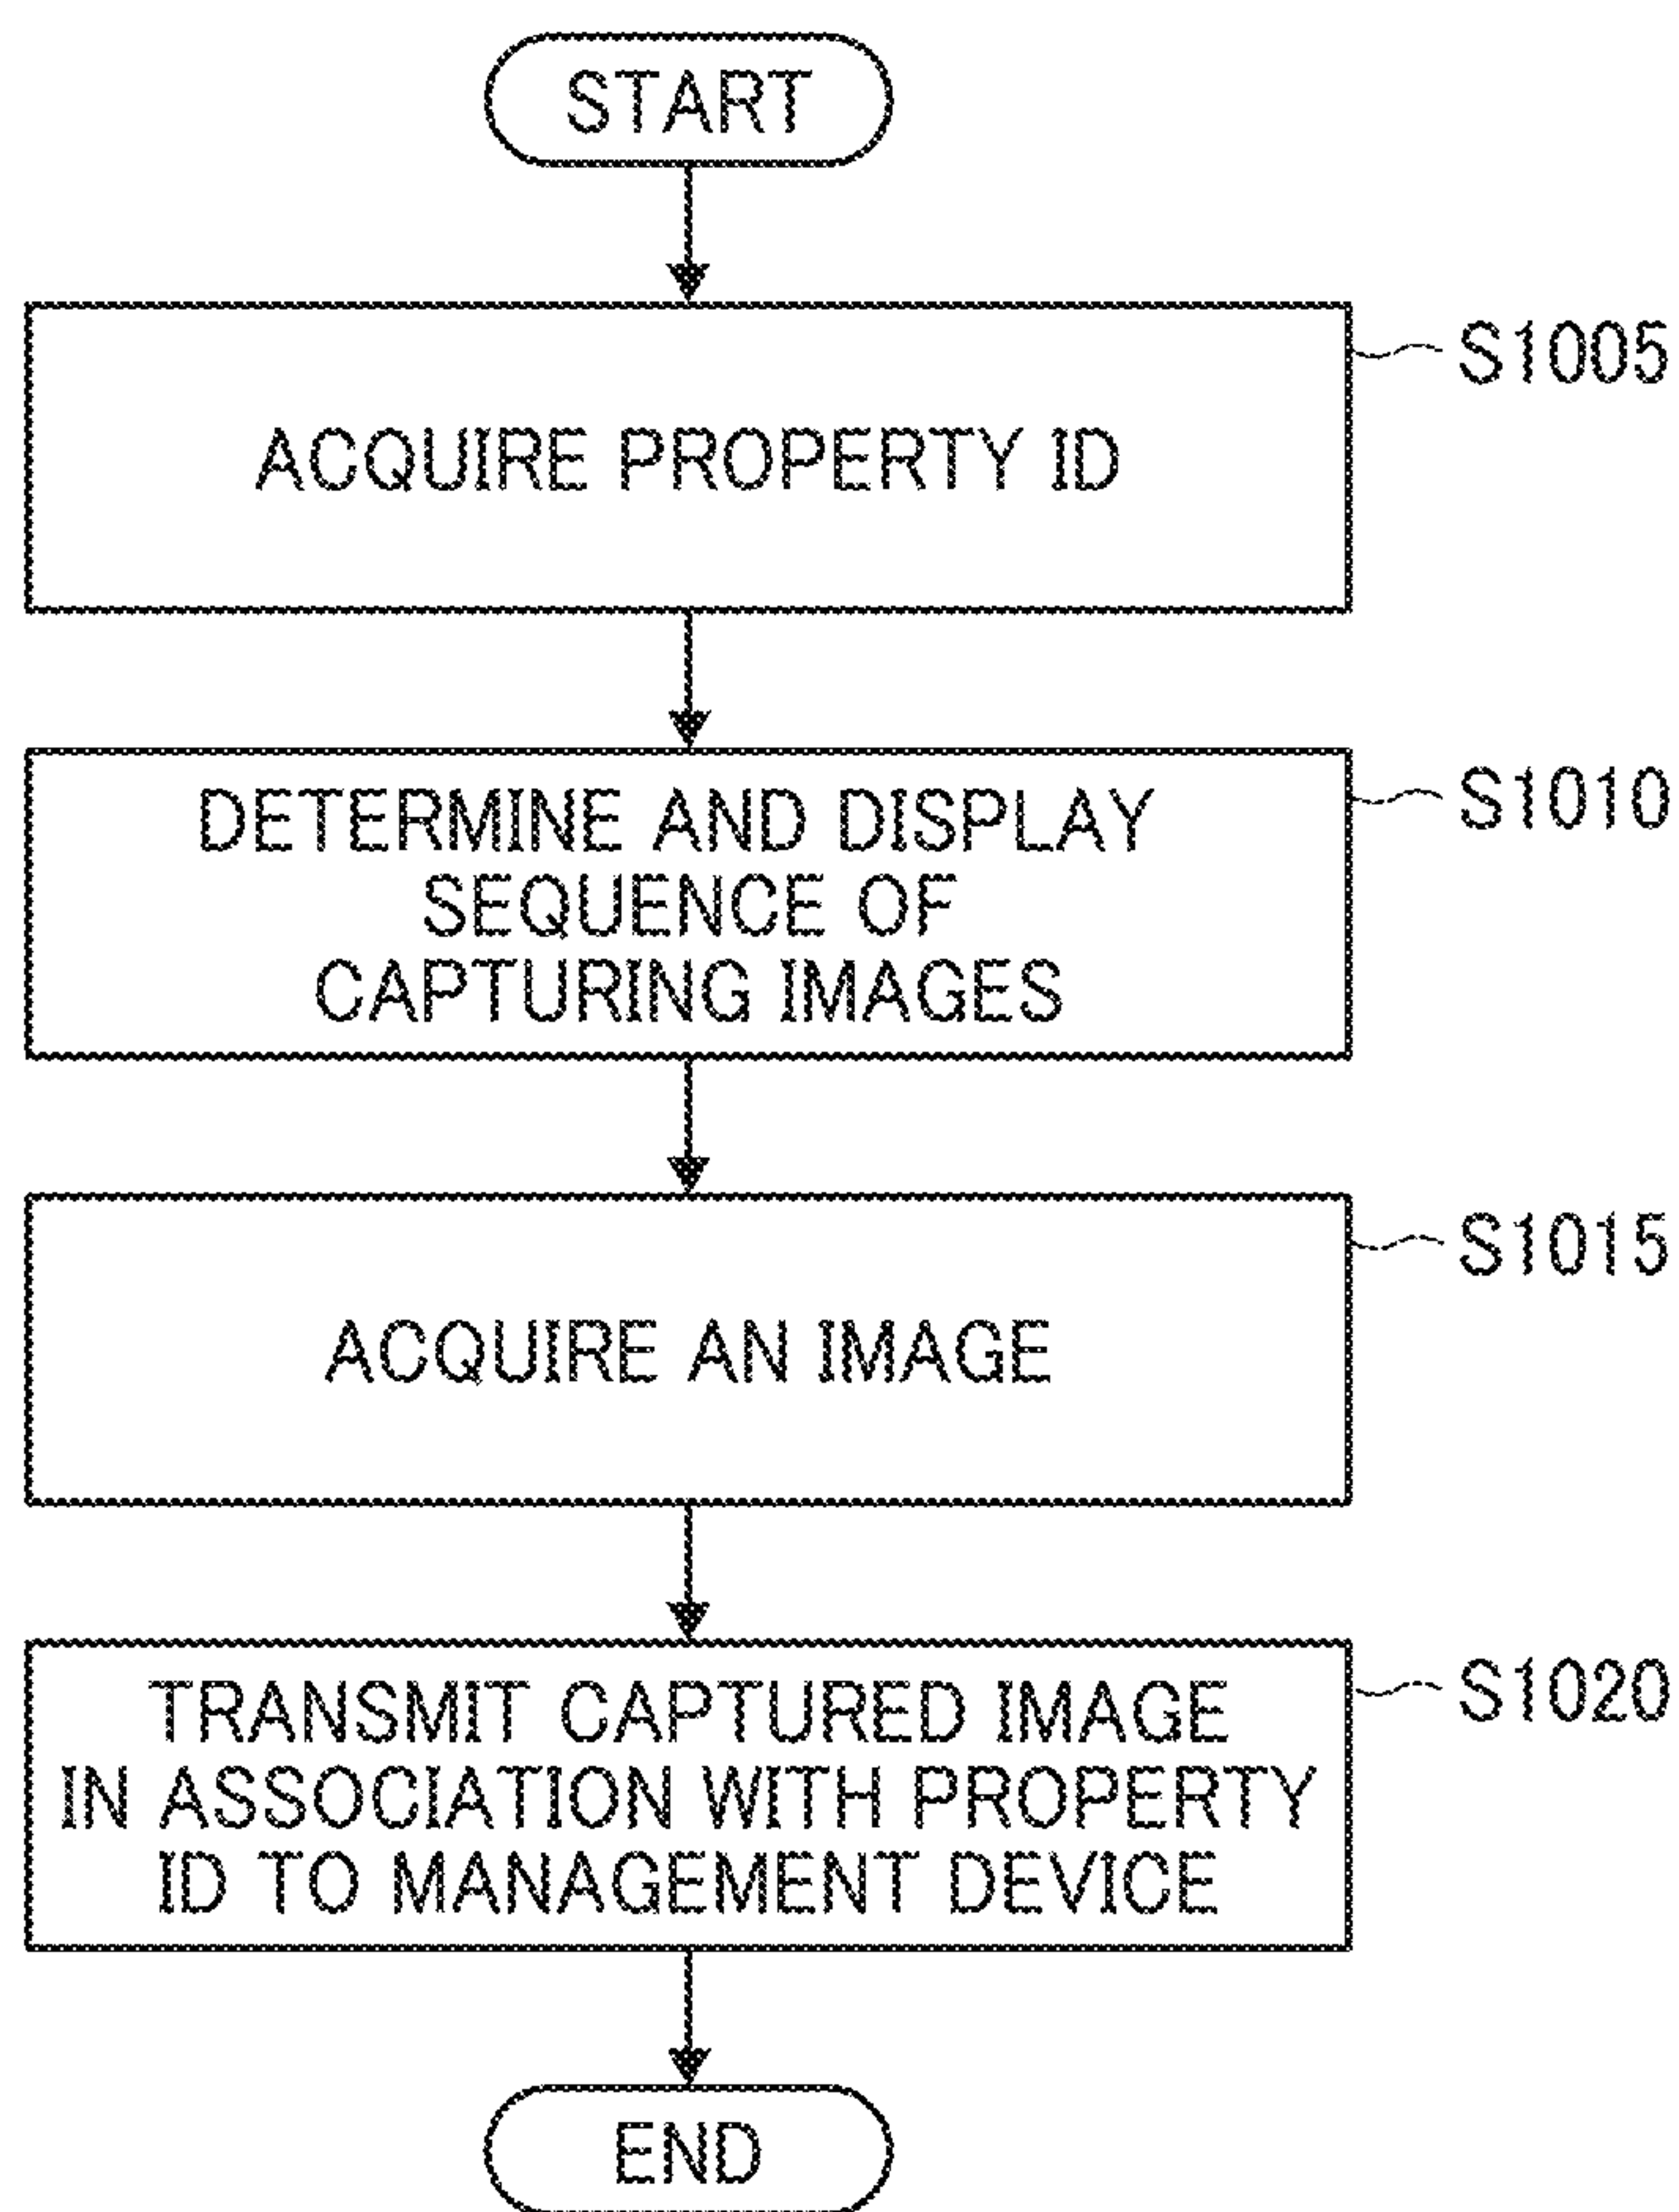 START
S1005
ACQUIRE PROPERTY ID
S1010
DETERMINE AND DISPLAY
SEQUENCE OF
CAPTURING IMAGES
S1015
ACQUIRE AN IMAGE
S1020
TRANSMIT CAPTURED IMAGE
IN ASSOCIATION WITH PROPERTY
ID TO MANAGEMENT DEVICE
END